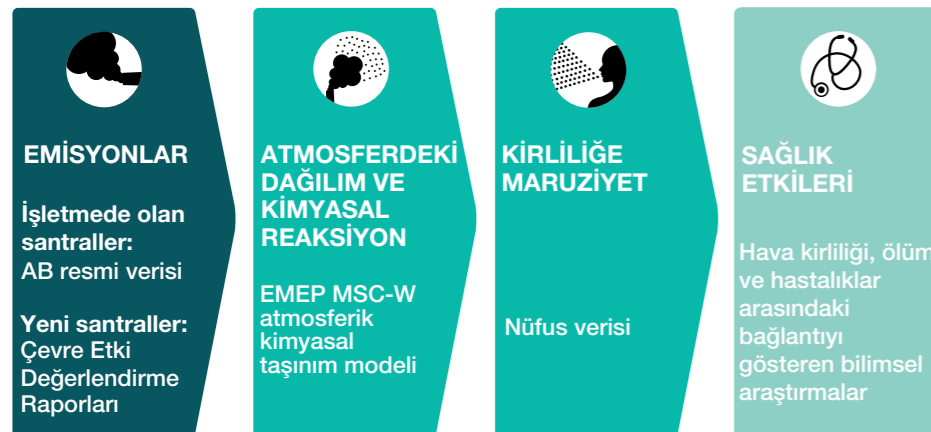 EMİSYONLAR
İşletmede olan
santraller:
AB resmi verisi
Yeni santraller:
Çevre Etki
Değerlendirme
Raporları
ATMOSFERDEKİ
DAĞILIM VE
KİMYASAL
REAKSİYON
EMEP MSC-W
atmosferik
kimyasal
taşınım modeli
KİRLİLİĞE
MARUZİYET
Nüfus verisi
SAĞLIK
ETKİLERİ
Hava kirliliği, ölüm
ve hastalıklar
arasındaki
bağlantıyı
gösteren bilimsel
araştırmalar